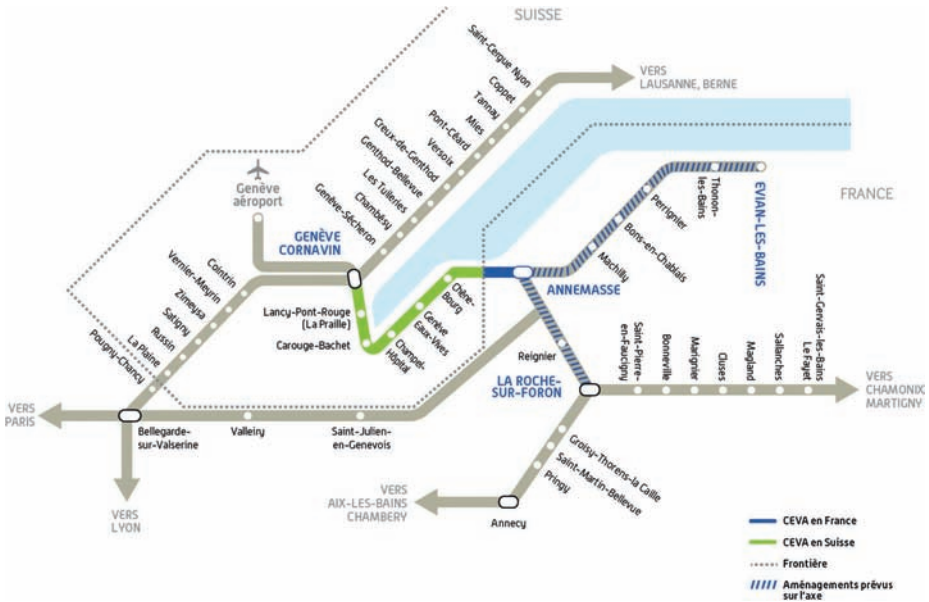 SUISSE
VERS
LAUSANNE, BERNE
Saint-Cergue Nyon
Coppet
Tannay
Mies
Pont-Céard
Versoix
Creux-de-Genthod
Genthod-Bellevue
Les Tuileries
Chambésy
Genève-Sécheron
Genève
aéroport
GENÈVE
CORNAVIN
Cointrin
Vernier-Meyrin
Zimeysa
Satigny
Russin
La Plaine
Pougny-Chancy
FRANCE
Thonon-
les-Bains
EVIAN-LES-BAINS
Perrignier
Bons-en-Chablais
Machilly
ANNEMASSE
Chêne-
Bourg
Genève
Eaux-Vives
Champel-
Hôpital
Lancy-Pont-Rouge
(La Praille)
Carouge-Bachet
Reignier
LA ROCHE-
SUR-FORON
Saint-Pierre-
en-Faucigny
Bonneville
Marignier
Cluses
Magland
Sallanches
Saint-Gervais-les-Bains
Le Fayet
VERS
CHAMONIX
MARTIGNY
VERS
PARIS
Bellegarde-
sur-Valserine
Valleiry
Saint-Julien-
en-Genevois
VERS
LYON
Groisy-Thorens-la Caille
Saint-Martin-Bellevue
Pringy
VERS
AIX-LES-BAINS
CHAMBERY
Annecy
CEVA en France
CEVA en Suisse
Frontière
Aménagements prévus
sur l'axe